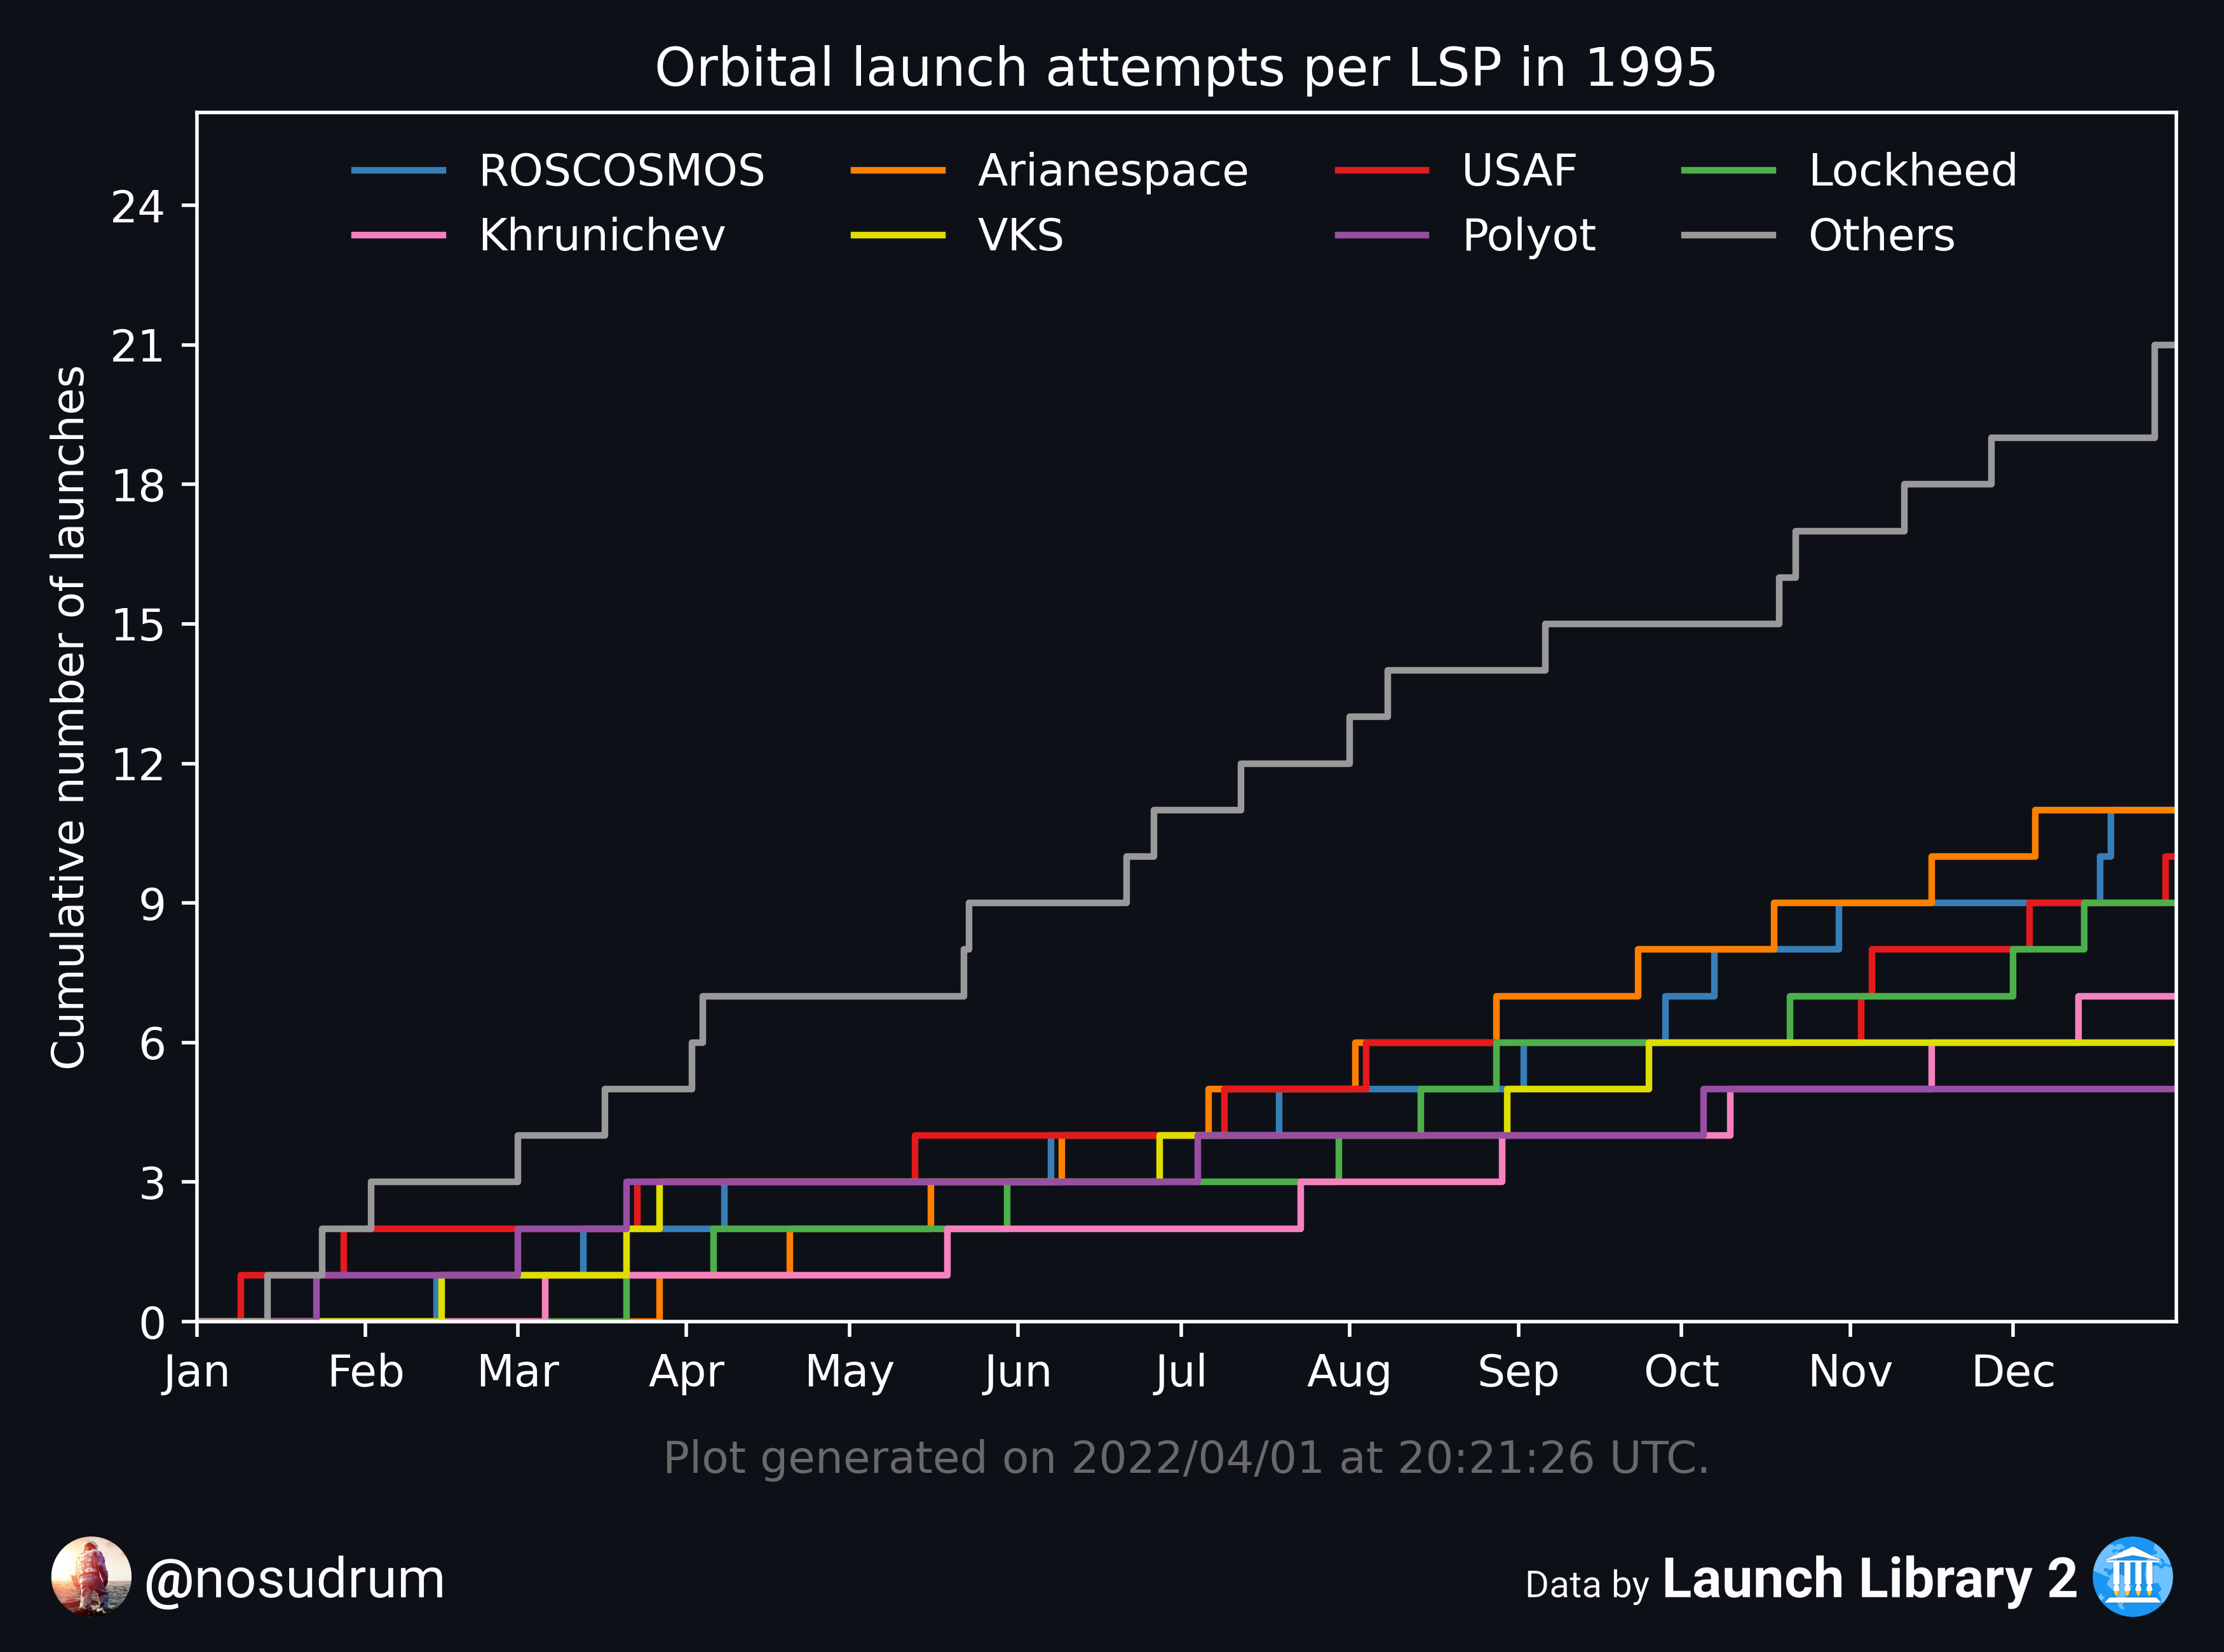 Orbital launch attempts per LSP in 1995
ROSCOSMOS Arianespace USAF Lockheed
Khrunichev VKS Polyot Others
Cumulative number of launches
24
21
18
15
12
9
6
3
0
Jan Feb Mar Apr May Jun Jul Aug Sep Oct Nov Dec
Plot generated on 2022/04/01 at 20:21:26 UTC.
@nosudrum
Data by Launch Library 2